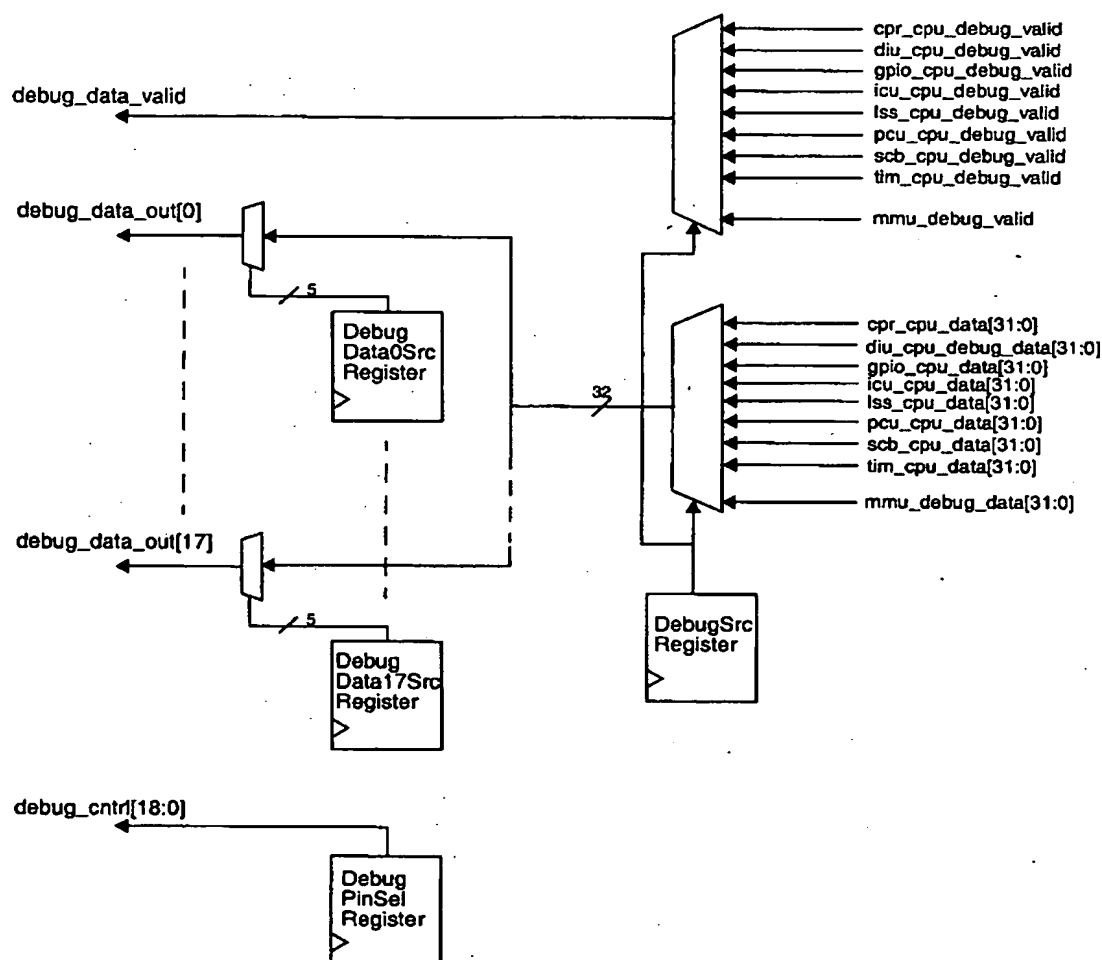 cpr_cpu_debug_valid
diu_cpu_debug_valid
gpio_cpu_debug_valid
icu_cpu_debug_valid
lss_cpu_debug_valid
pcu_cpu_debug_valid
scb_cpu_debug_valid
tim_cpu_debug_valid
mmu_debug_valid
debug_data_valid
debug_data_out[0]
5
Debug
Data0Src
Register
cpr_cpu_data[31:0]
diu_cpu_debug_data[31:0]
gpio_cpu_data[31:0]
icu_cpu_data[31:0]
lss_cpu_data[31:0]
pcu_cpu_data[31:0]
scb_cpu_data[31:0]
tim_cpu_data[31:0]
mmu_debug_data[31:0]
32
debug_data_out[17]
5
Debug
Data17Src
Register
DebugSrc
Register
debug_cntrl[18:0]
Debug
PinSel
Register